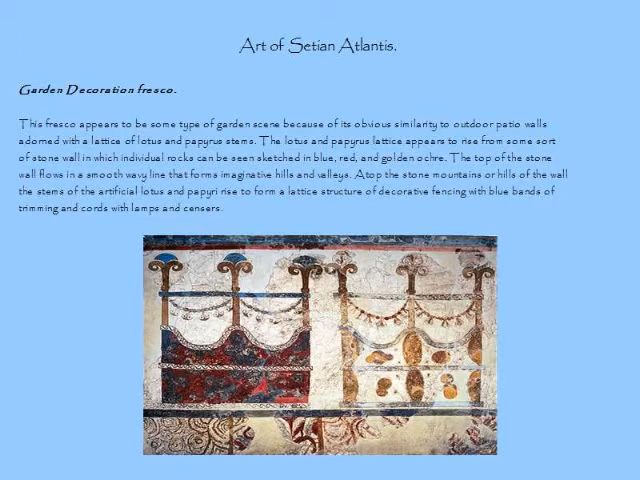 Art of Setian Atlantis.
Garden Decoration fresco.
This fresco appears to be some type of garden scene because of its obvious similarity to outdoor patio walls
adorned with a lattice of lotus and papyrus stems. The lotus and papyrus lattice appears to rise from some sort
of stone wall in which individual rocks can be seen sketched in blue, red, and golden ochre. The top of the stone
wall flows in a smooth wavy line that forms imaginative hills and valleys. Atop the stone mountains or hills of the wall
the stems of the artificial lotus and papyri rise to form a lattice structure of decorative fencing with blue bands of
trimming and cords with lamps and censers.